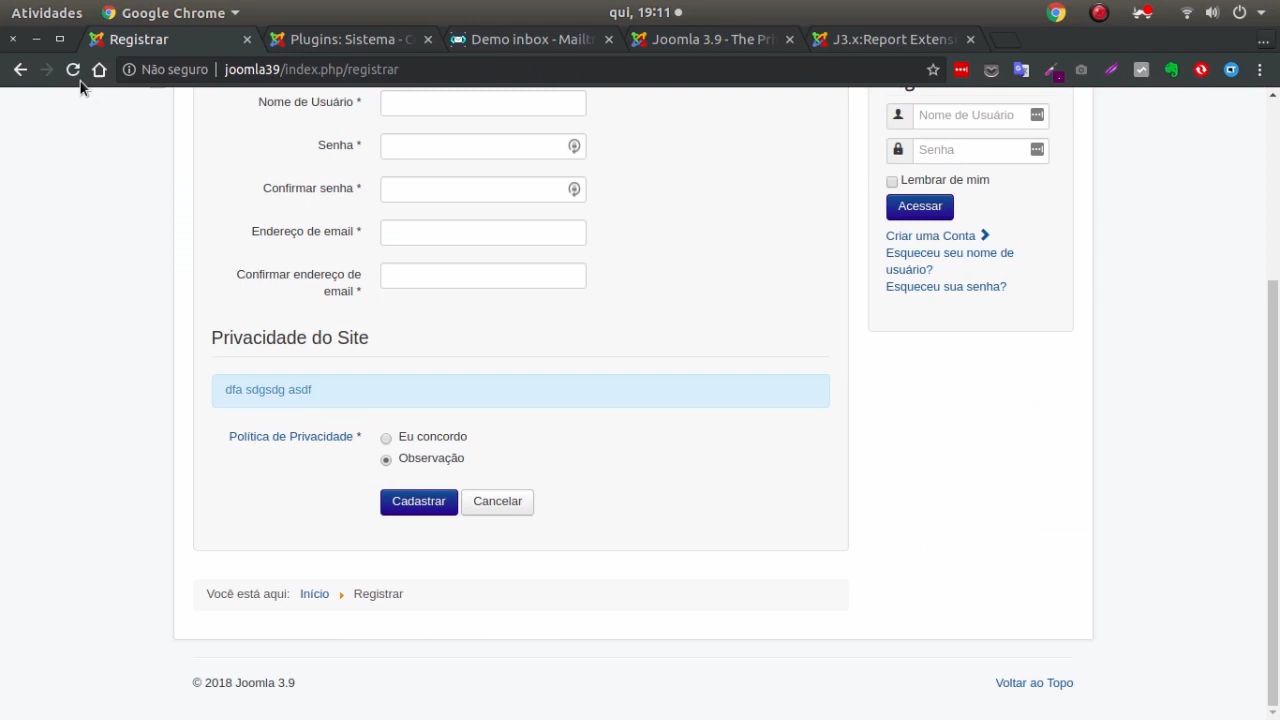 Atividades
Google Chrome
qui, 19:11
Registrar
Plugins: Sistema - C
Demo inbox - Mailtr
Joomla 3.9 - The Pri
J3.x:Report Extensi
Não seguro
joomla39/index.php/registrar
Nome de Usuário *
Senha *
Confirmar senha *
Endereço de email *
Confirmar endereço de
email *
Privacidade do Site
dfa sdgsdg asdf
Política de Privacidade *
Eu concordo
Observação
Cadastrar
Cancelar
Você está aqui: Início Registrar
Nome de Usuário
Senha
Lembrar de mim
Acessar
Criar uma Conta
Esqueceu seu nome de
usuário?
Esqueceu sua senha?
© 2018 Joomla 3.9
Voltar ao Topo